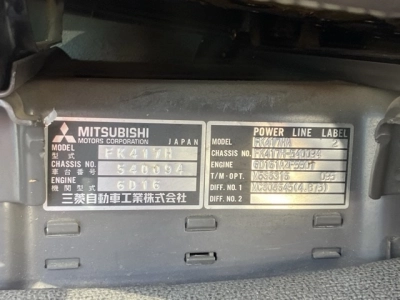 MITSUBISHI
MOTORS CORPORATION JAPAN
MODEL
型式 FK417H
CHASSIS NO.
車台番号 540054
ENGINE
機関型式 6D16
三菱自動車工業株式会社
POWER LINE LABEL
MODEL 2
CHASSIS NO.
ENGINE
T/M-OPT.
DIFF. NO. 1
DIFF. NO. 2